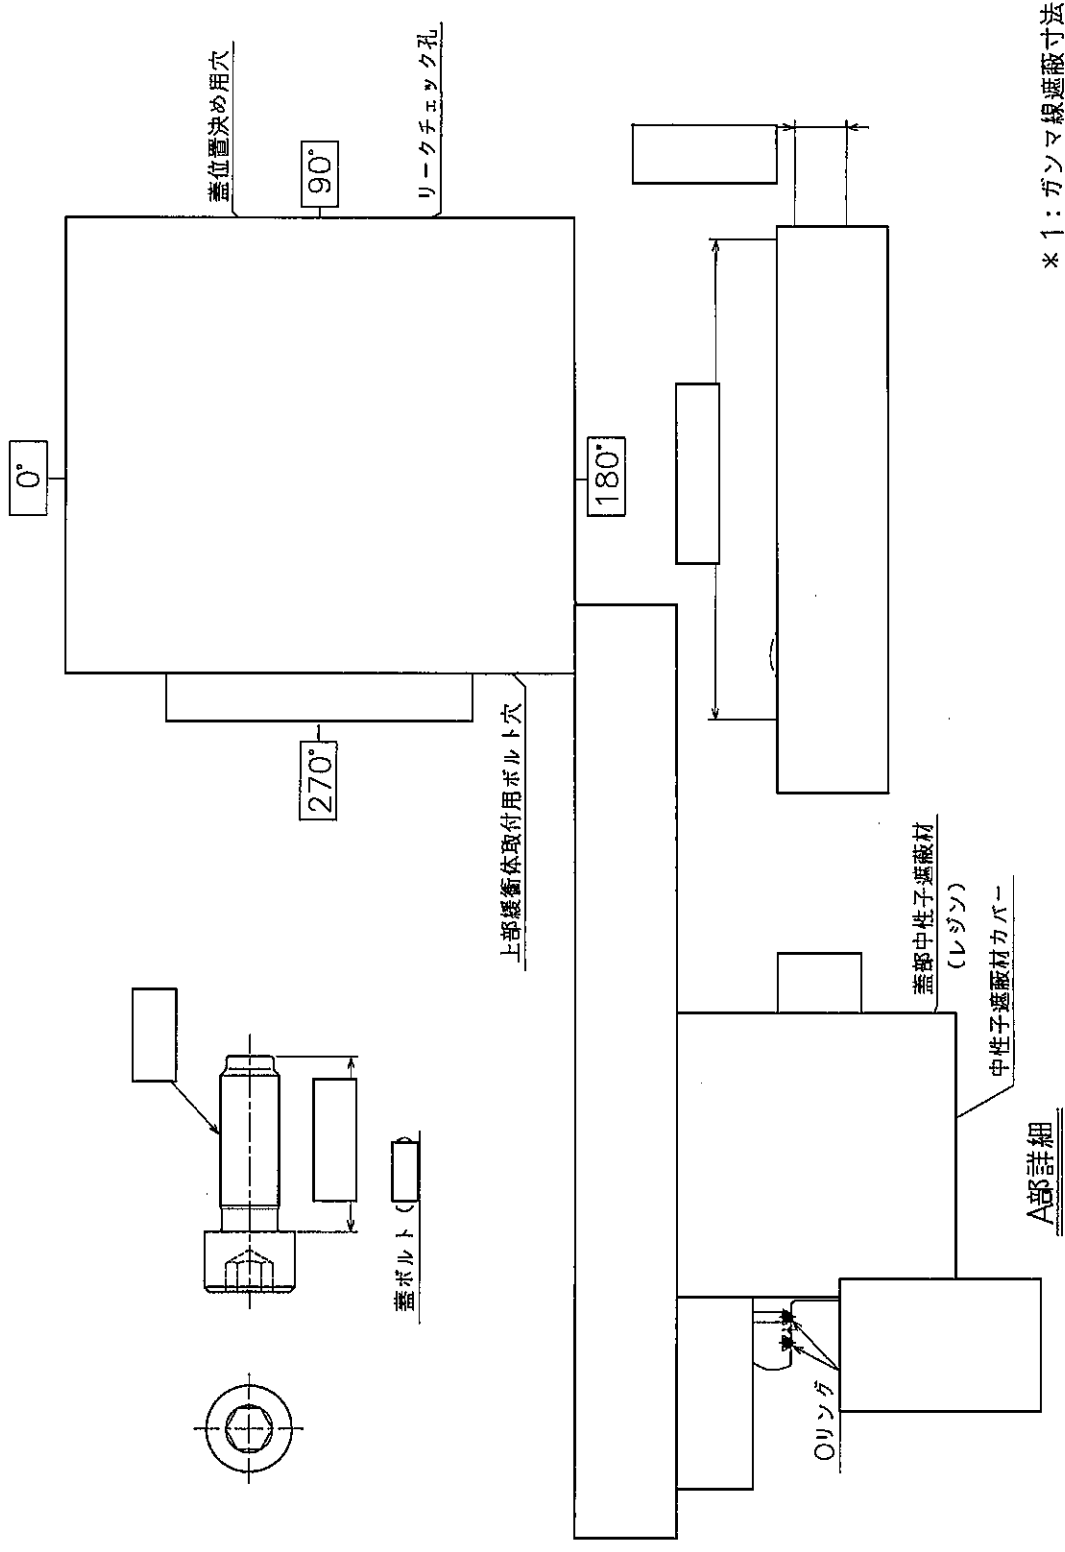 0°
90°
180°
270°
蓋位置決め用穴
リークチェック孔
上部緩衝体取付用ボルト穴
蓋ボルト（
Oリング
蓋部中性子遮蔽材
（レジン）
中性子遮蔽材カバー
A部詳細
＊1：ガンマ線遮蔽寸法